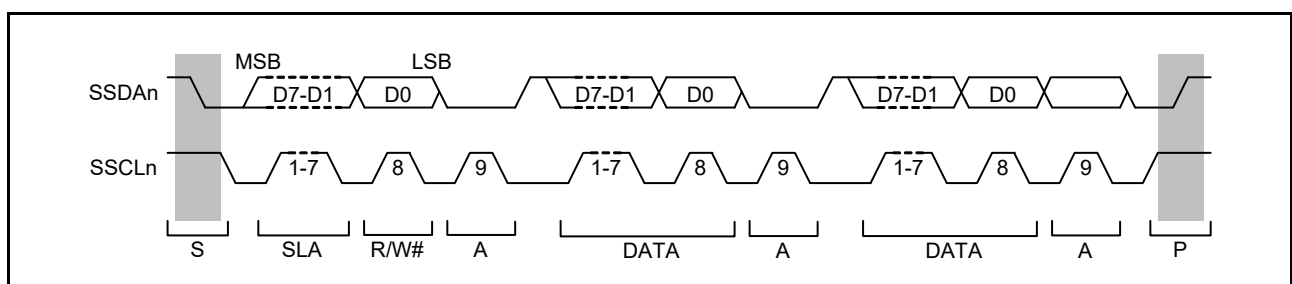 MSB LSB
SSDAn D7-D1 D0 D7-D1 D0 D7-D1 D0
SSCLn 1-7 8 9 1-7 8 9 1-7 8 9
S SLA R/W# A DATA A DATA A P